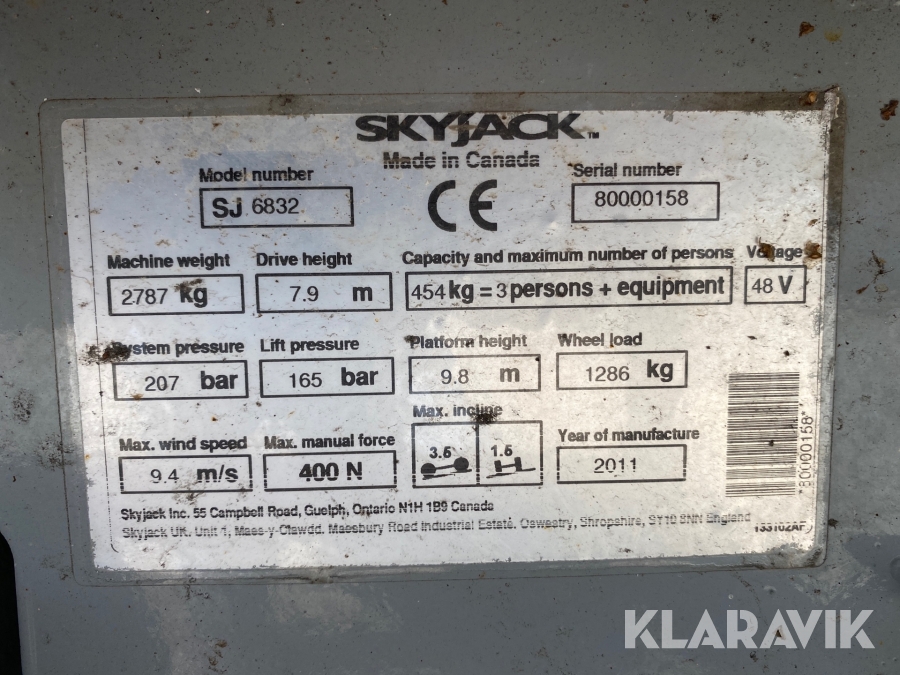 SKYJACK™
Made in Canada
Model number
SJ 6832
CE
Serial number
80000158
Machine weight
2787 kg
Drive height
7.9 m
Capacity and maximum number of persons
454 kg = 3 persons + equipment
Voltage
48 V
System pressure
207 bar
Lift pressure
165 bar
Platform height
9.8 m
Wheel load
1286 kg
Max. wind speed
9.4 m/s
Max. manual force
400 N
Max. incline
3.5
1.5
Year of manufacture
2011
*80000158*
Skyjack Inc. 55 Campbell Road, Guelph, Ontario N1H 1B9 Canada
Skyjack UK. Unit 1, Maes-y-Clawdd. Maesbury Road Industrial Estate. Oswestry, Shropshire, SY10 8NN England
133102AF
KLARAVIK